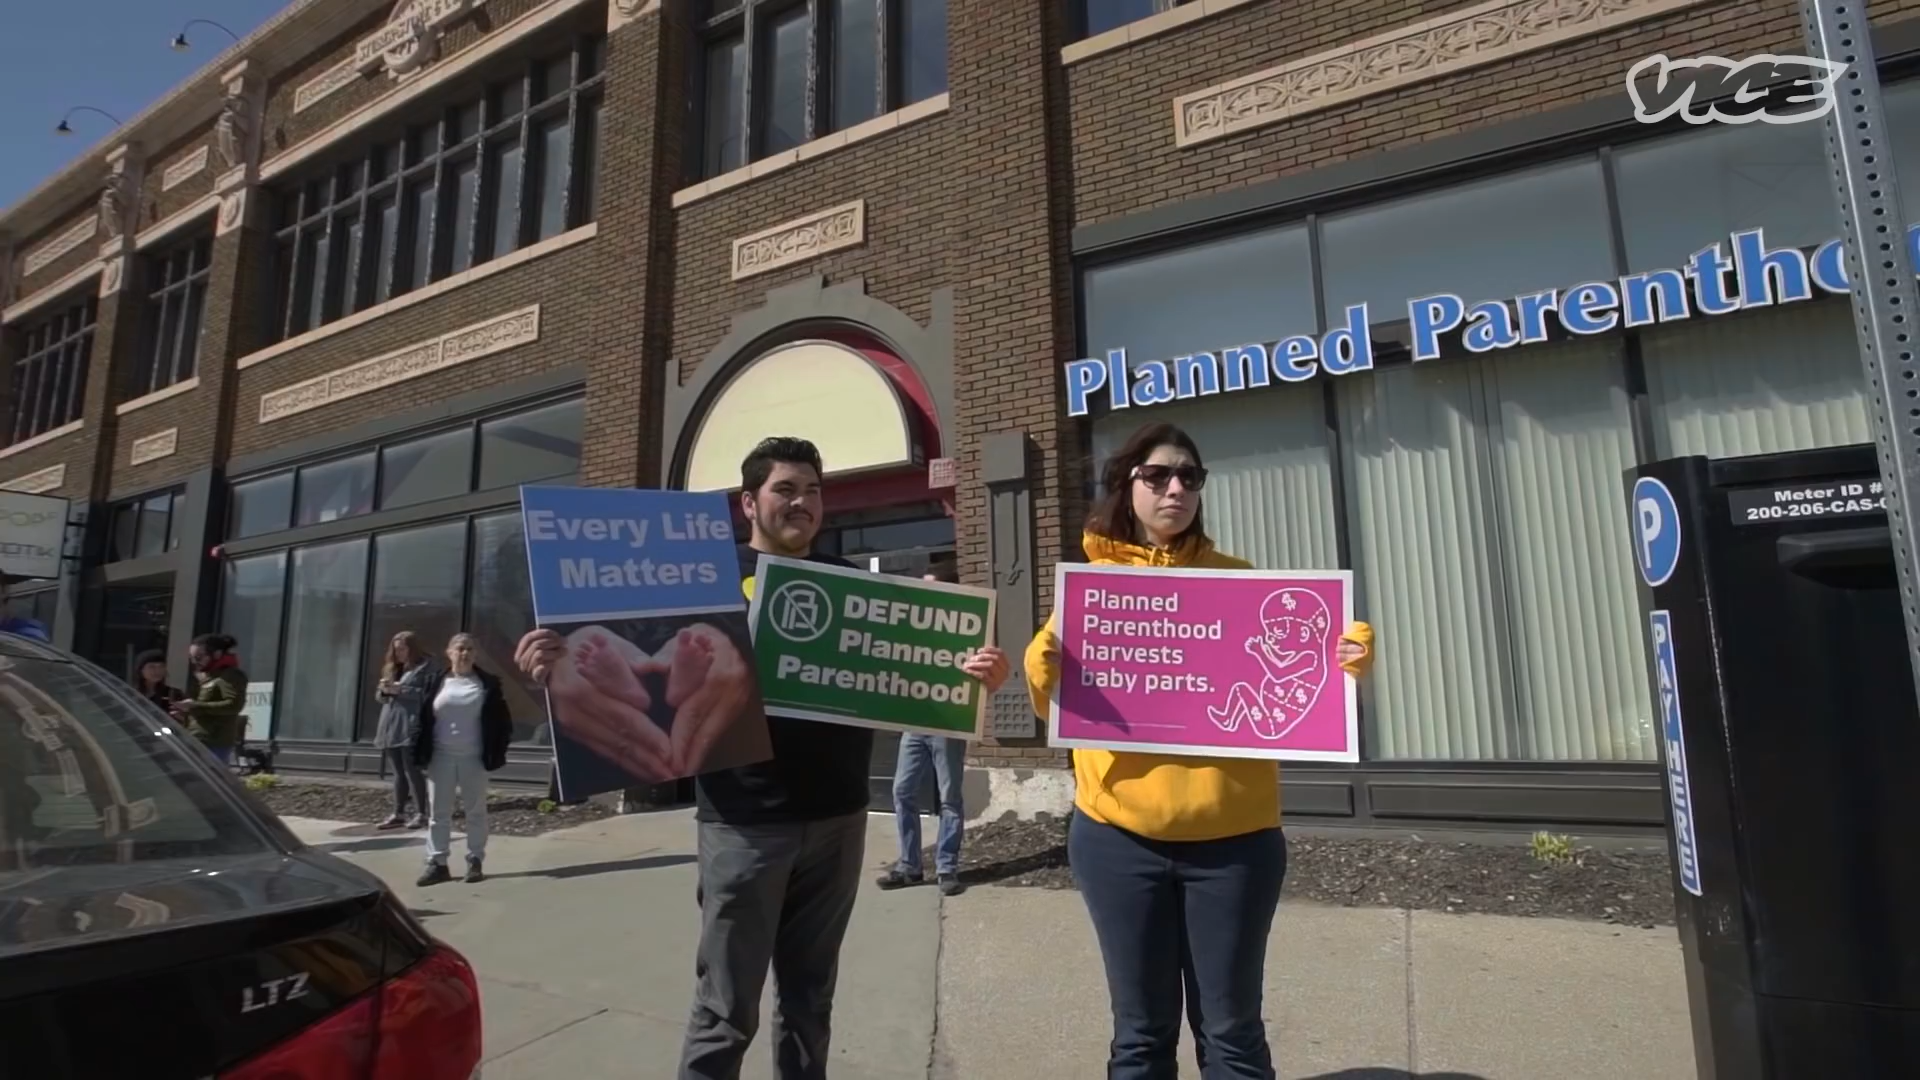 VICE
Planned Parentho
Meter ID #
200-206-CAS-
P
PAY HERE
Every Life
Matters
DEFUND
Planned
Parenthood
Planned
Parenthood
harvests
baby parts.
LTZ